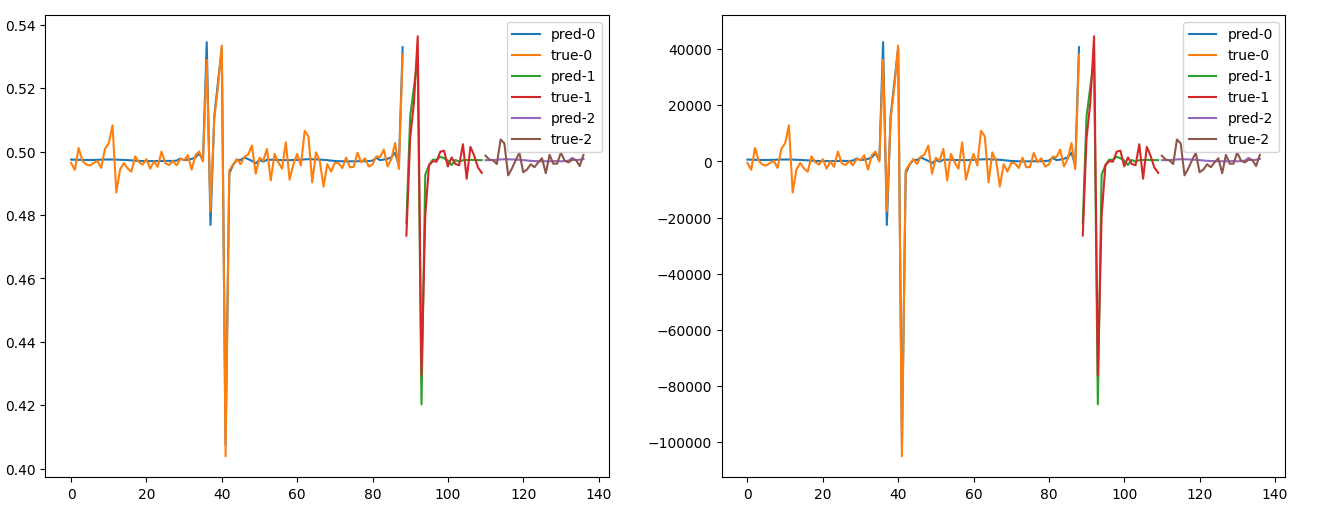 0.54
0.52
0.50
0.48
0.46
0.44
0.42
0.40
0 20 40 60 80 100 120 140
pred-0
true-0
pred-1
true-1
pred-2
true-2
40000
20000
0
−20000
−40000
−60000
−80000
−100000
0 20 40 60 80 100 120 140
pred-0
true-0
pred-1
true-1
pred-2
true-2